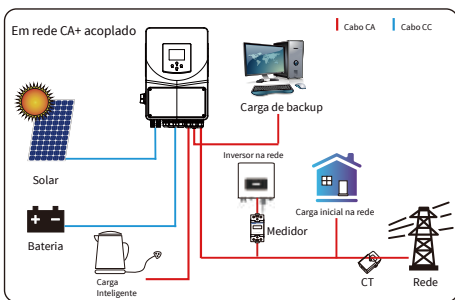 Em rede CA+ acoplado
Cabo CA
Cabo CC
Carga de backup
Solar
Inversor na rede
Carga inicial na rede
Medidor
Bateria
Carga
Inteligente
CT
Rede